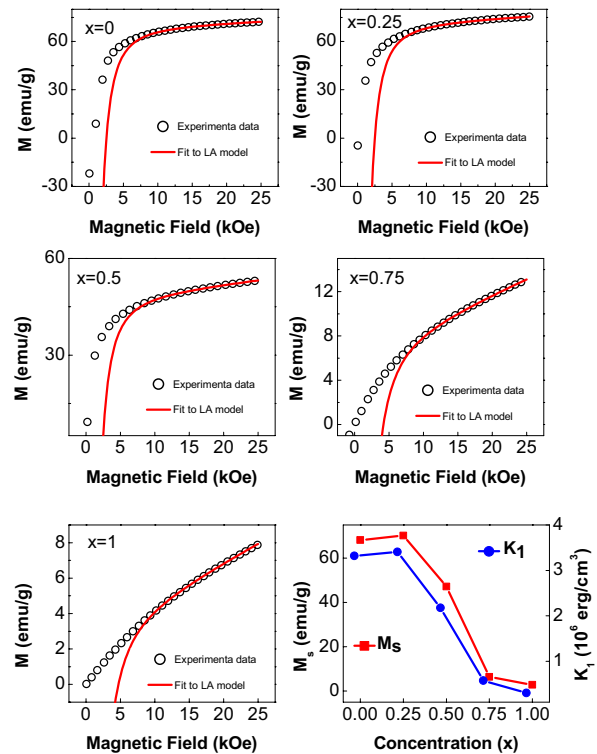 x=0
60
30
0
-30
M (emu/g)
Experimenta data
Fit to LA model
0 5 10 15 20 25
Magnetic Field (kOe)
x=0.25
60
30
0
-30
M (emu/g)
Experimenta data
Fit to LA model
0 5 10 15 20 25
Magnetic Field (kOe)
x=0.5
60
30
M (emu/g)
Experimenta data
Fit to LA model
0 5 10 15 20 25
Magnetic Field (kOe)
x=0.75
12
8
4
0
M (emu/g)
Experimenta data
Fit to LA model
0 5 10 15 20 25
Magnetic Field (kOe)
x=1
8
6
4
2
0
M (emu/g)
Experimenta data
Fit to LA model
0 5 10 15 20 25
Magnetic Field (kOe)
60
40
20
0
M_s (emu/g)
K_1
M_s
4
3
2
1
K_1 (10^6 erg/cm^3)
0.00 0.25 0.50 0.75 1.00
Concentration (x)